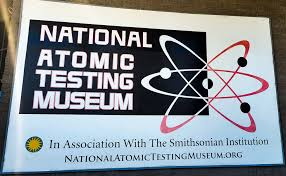 NATIONAL
ATOMIC
TESTING
MUSEUM
In Association With The Smithsonian Institution
NATIONALATOMICTESTINGMUSEUM.ORG